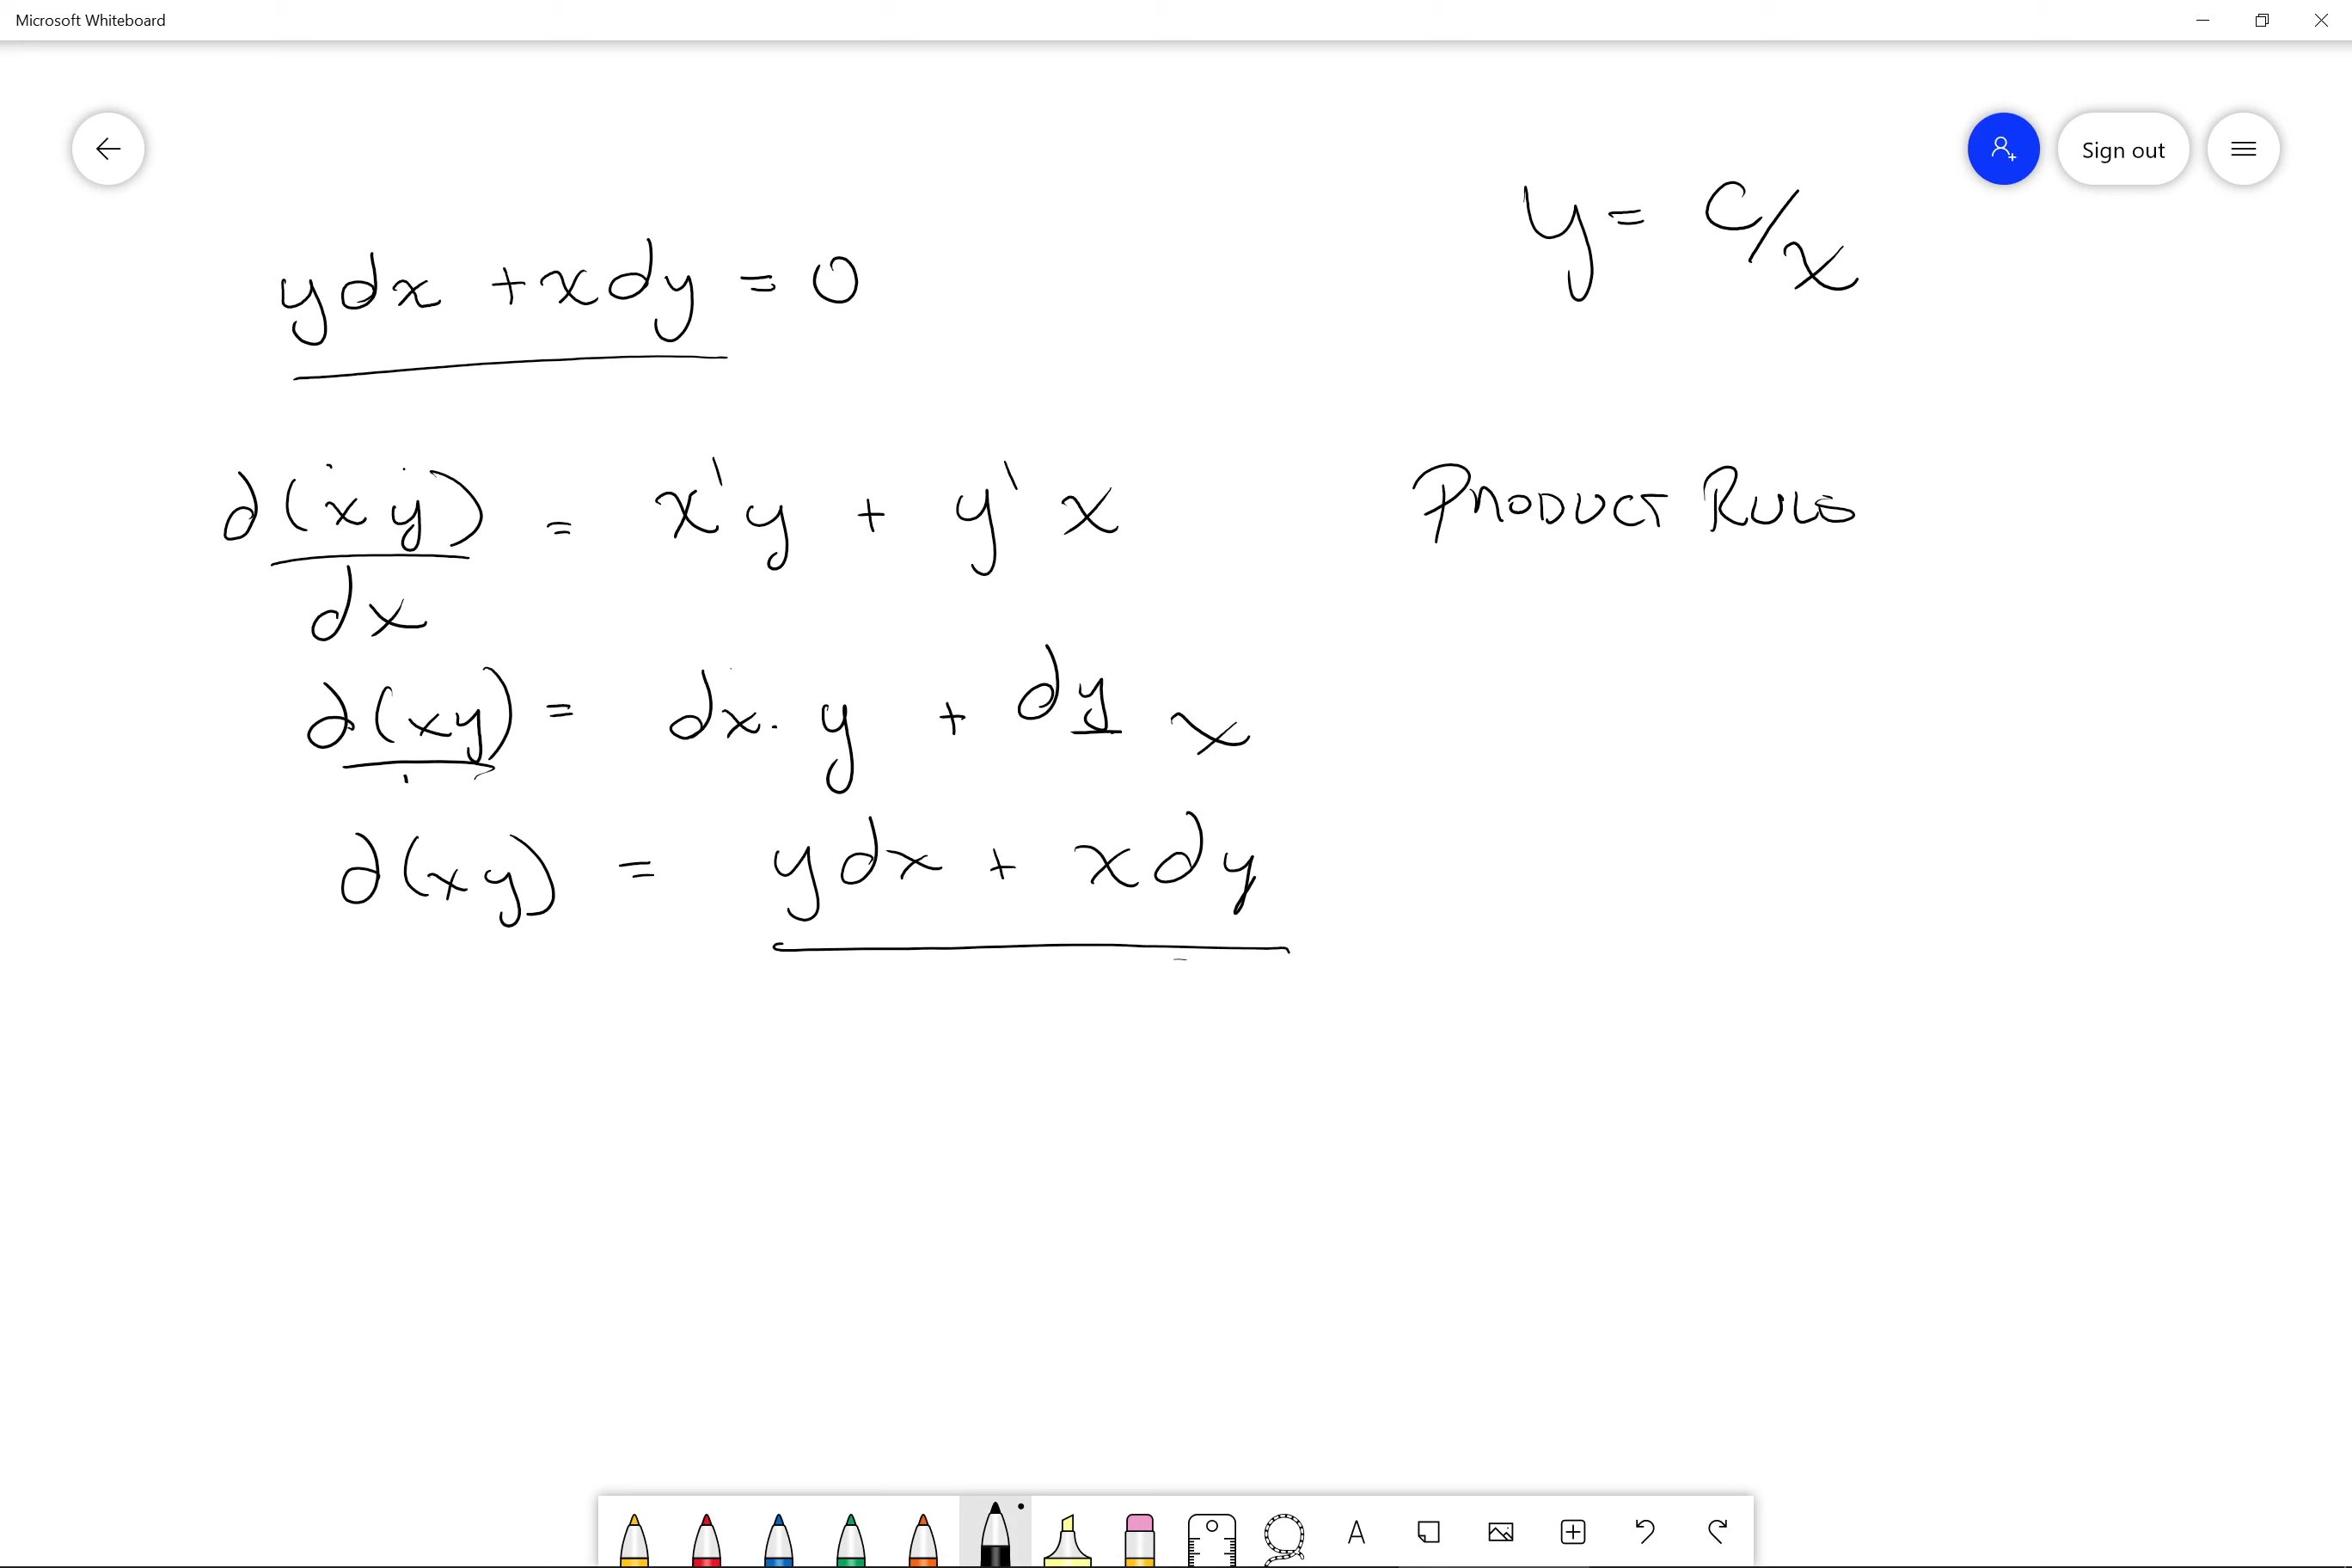 Microsoft Whiteboard
Sign out
y = c/x
ydx + xdy = 0
d(xy)/dx = x'y + y'x
PRODUCT RULE
d(xy) = dx. y + dy x
d(xy) = ydx + xdy
A